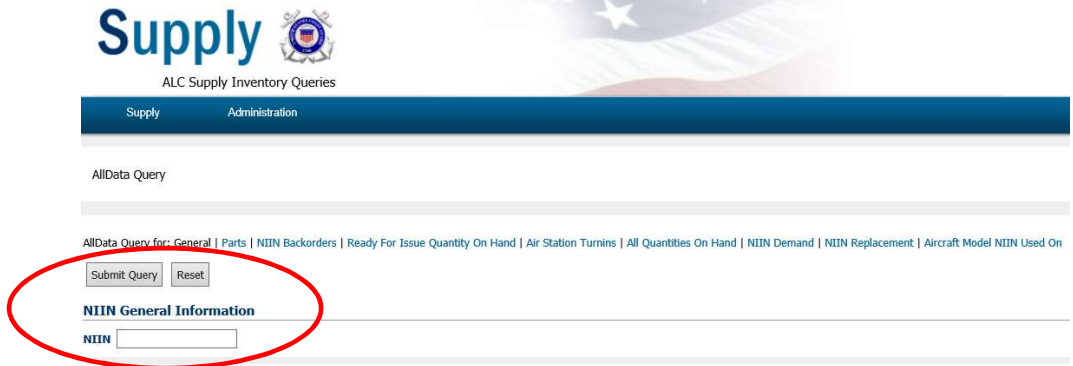 Supply
ALC Supply Inventory Queries
Supply Administration
AllData Query
AllData Query for: General | Parts | NIIN Backorders | Ready For Issue Quantity On Hand | Air Station Turnins | All Quantities On Hand | NIIN Demand | NIIN Replacement | Aircraft Model NIIN Used On
Submit Query Reset
NIIN General Information
NIIN